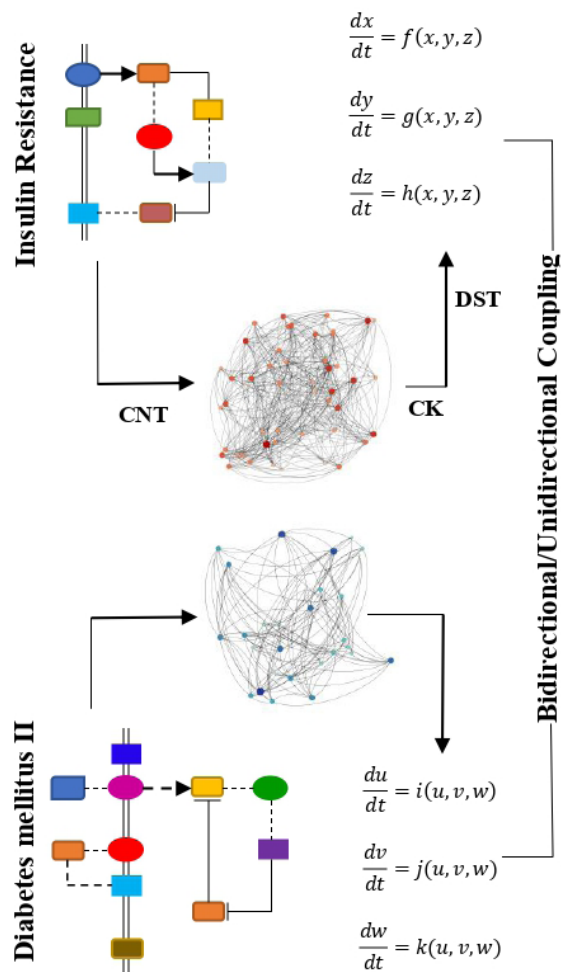 Insulin Resistance
dx/dt = f(x, y, z)
dy/dt = g(x, y, z)
dz/dt = h(x, y, z)
DST
CNT
CK
Bidirectional/Unidirectional Coupling
Diabetes mellitus II
du/dt = i(u, v, w)
dv/dt = j(u, v, w)
dw/dt = k(u, v, w)